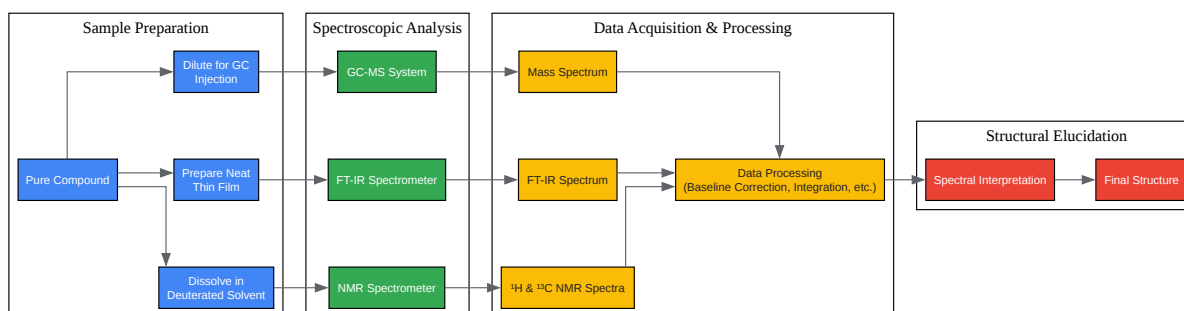 Sample Preparation
Pure Compound
Dilute for GC
Injection
Prepare Neat
Thin Film
Dissolve in
Deuterated Solvent
Spectroscopic Analysis
GC-MS System
FT-IR Spectrometer
NMR Spectrometer
Data Acquisition & Processing
Mass Spectrum
FT-IR Spectrum
¹H & ¹³C NMR Spectra
Data Processing
(Baseline Correction, Integration, etc.)
Structural Elucidation
Spectral Interpretation
Final Structure